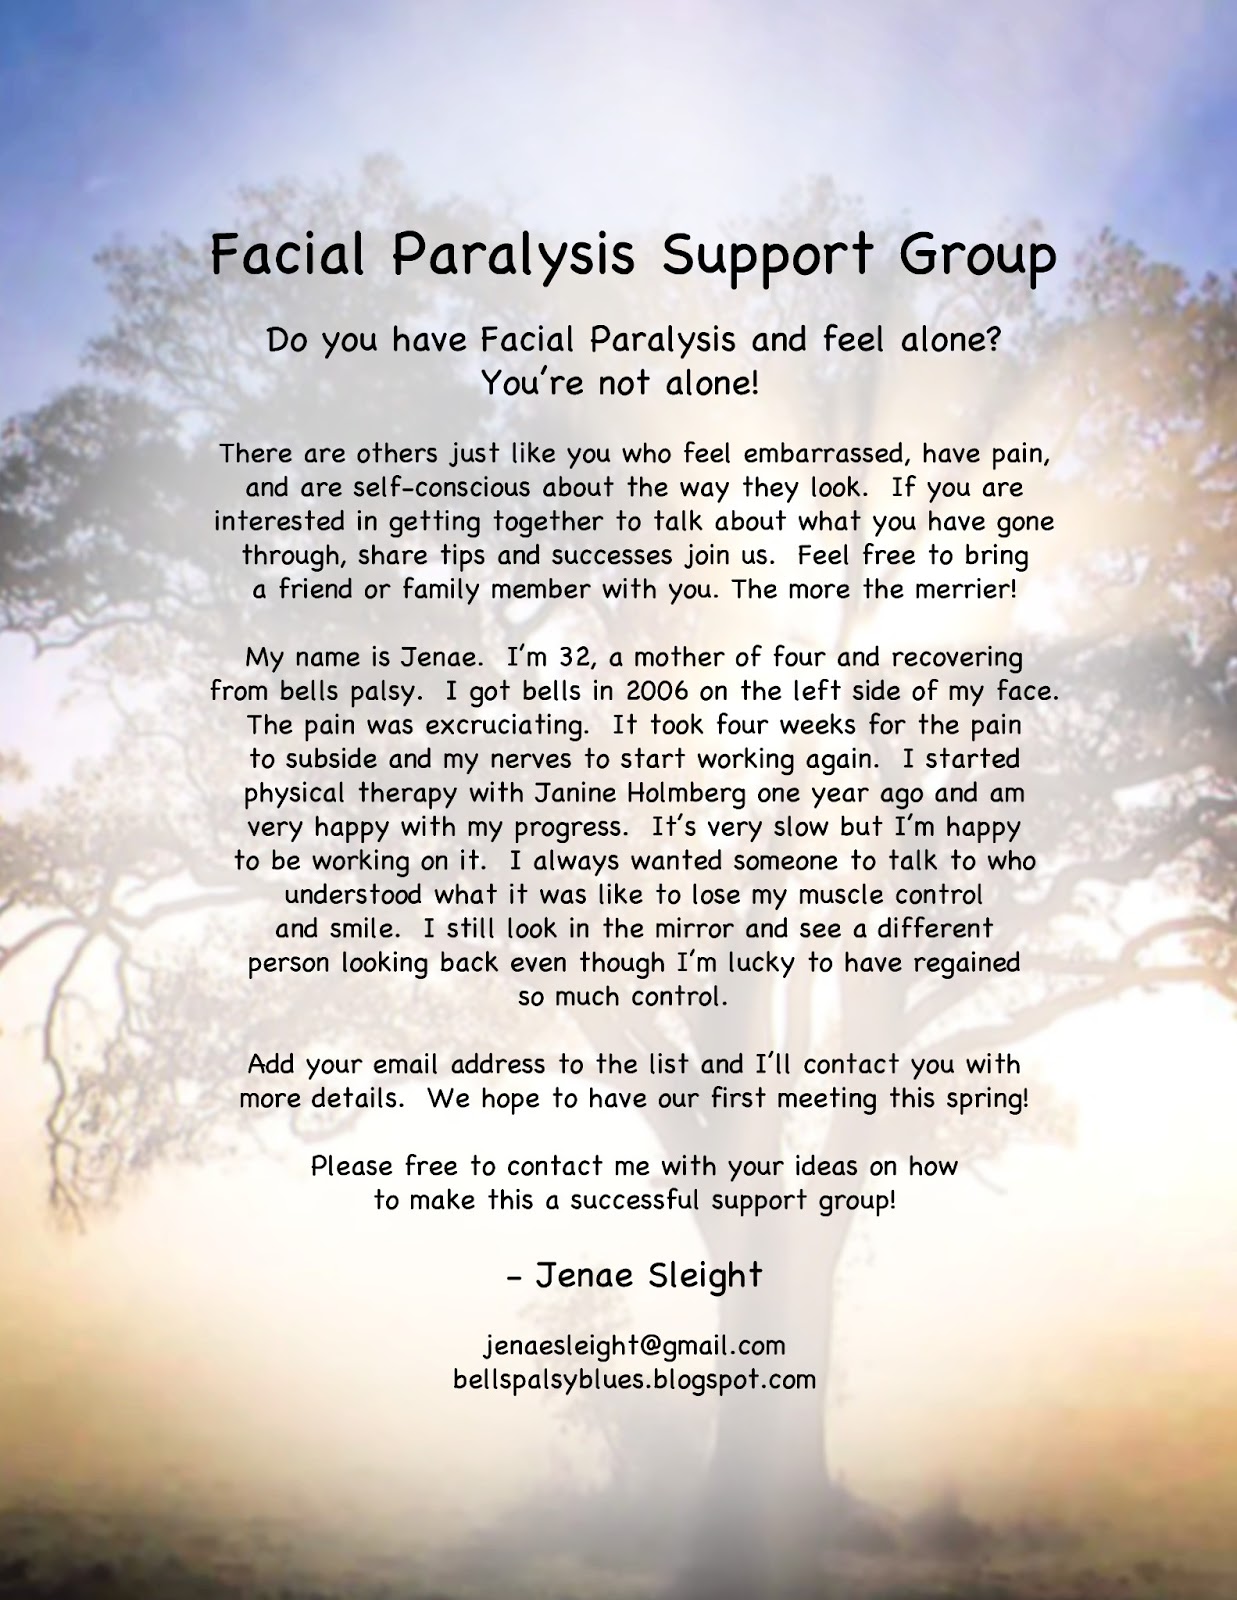 Facial Paralysis Support Group
Do you have Facial Paralysis and feel alone?
You're not alone!
There are others just like you who feel embarrassed, have pain,
and are self-conscious about the way they look.  If you are
interested in getting together to talk about what you have gone
through, share tips and successes join us.  Feel free to bring
a friend or family member with you. The more the merrier!
My name is Jenae.  I'm 32, a mother of four and recovering
from bells palsy.  I got bells in 2006 on the left side of my face.
The pain was excruciating.  It took four weeks for the pain
to subside and my nerves to start working again.  I started
physical therapy with Janine Holmberg one year ago and am
very happy with my progress.  It's very slow but I'm happy
to be working on it.  I always wanted someone to talk to who
understood what it was like to lose my muscle control
and smile.  I still look in the mirror and see a different
person looking back even though I'm lucky to have regained
so much control.
Add your email address to the list and I'll contact you with
more details.  We hope to have our first meeting this spring!
Please free to contact me with your ideas on how
to make this a successful support group!
- Jenae Sleight
jenaesleight@gmail.com
bellspalsyblues.blogspot.com